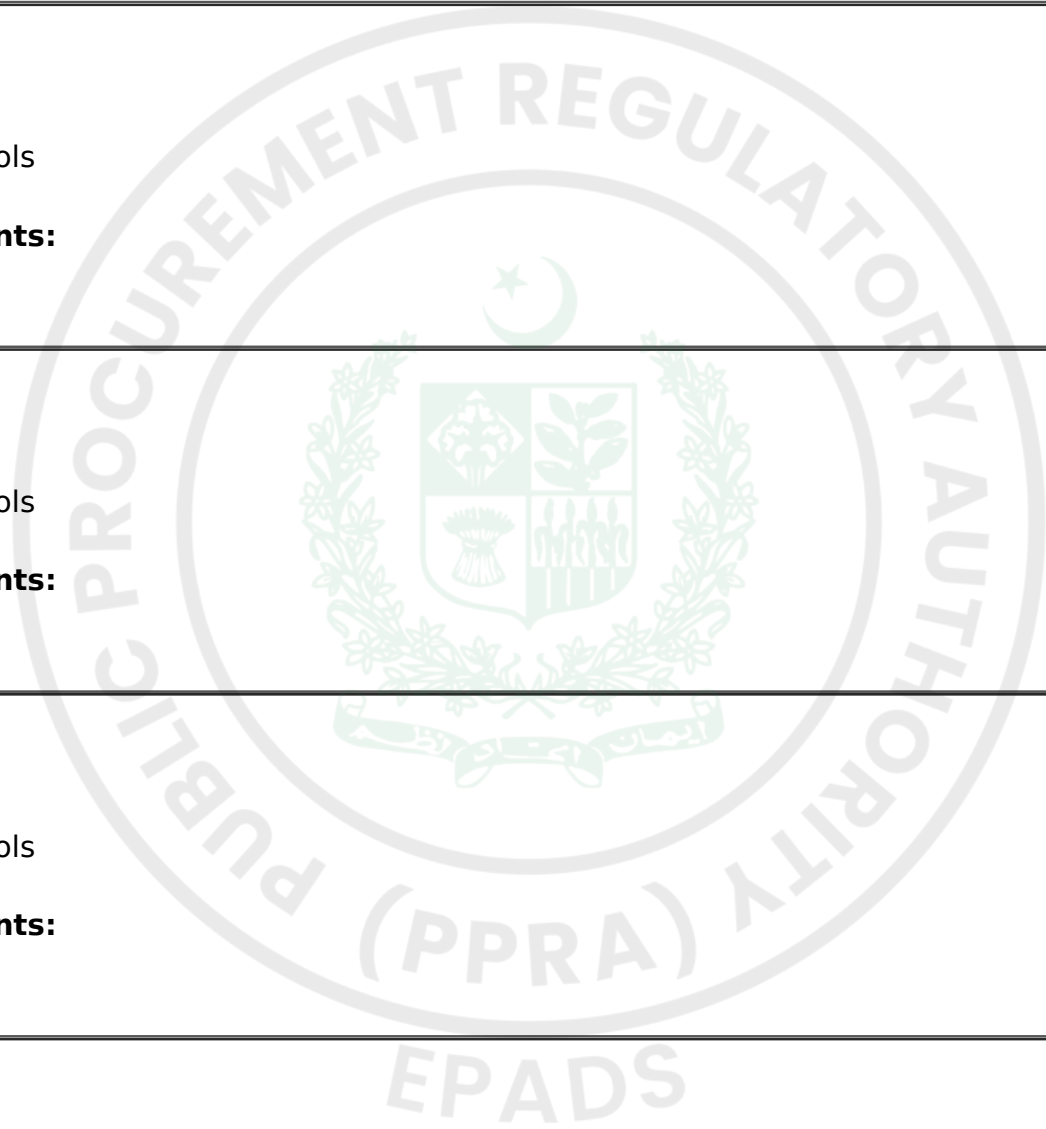 ols
nts:
ols
nts:
ols
nts:
PUBLIC PROCUREMENT REGULATORY AUTHORITY
(PPRA)
EPADS